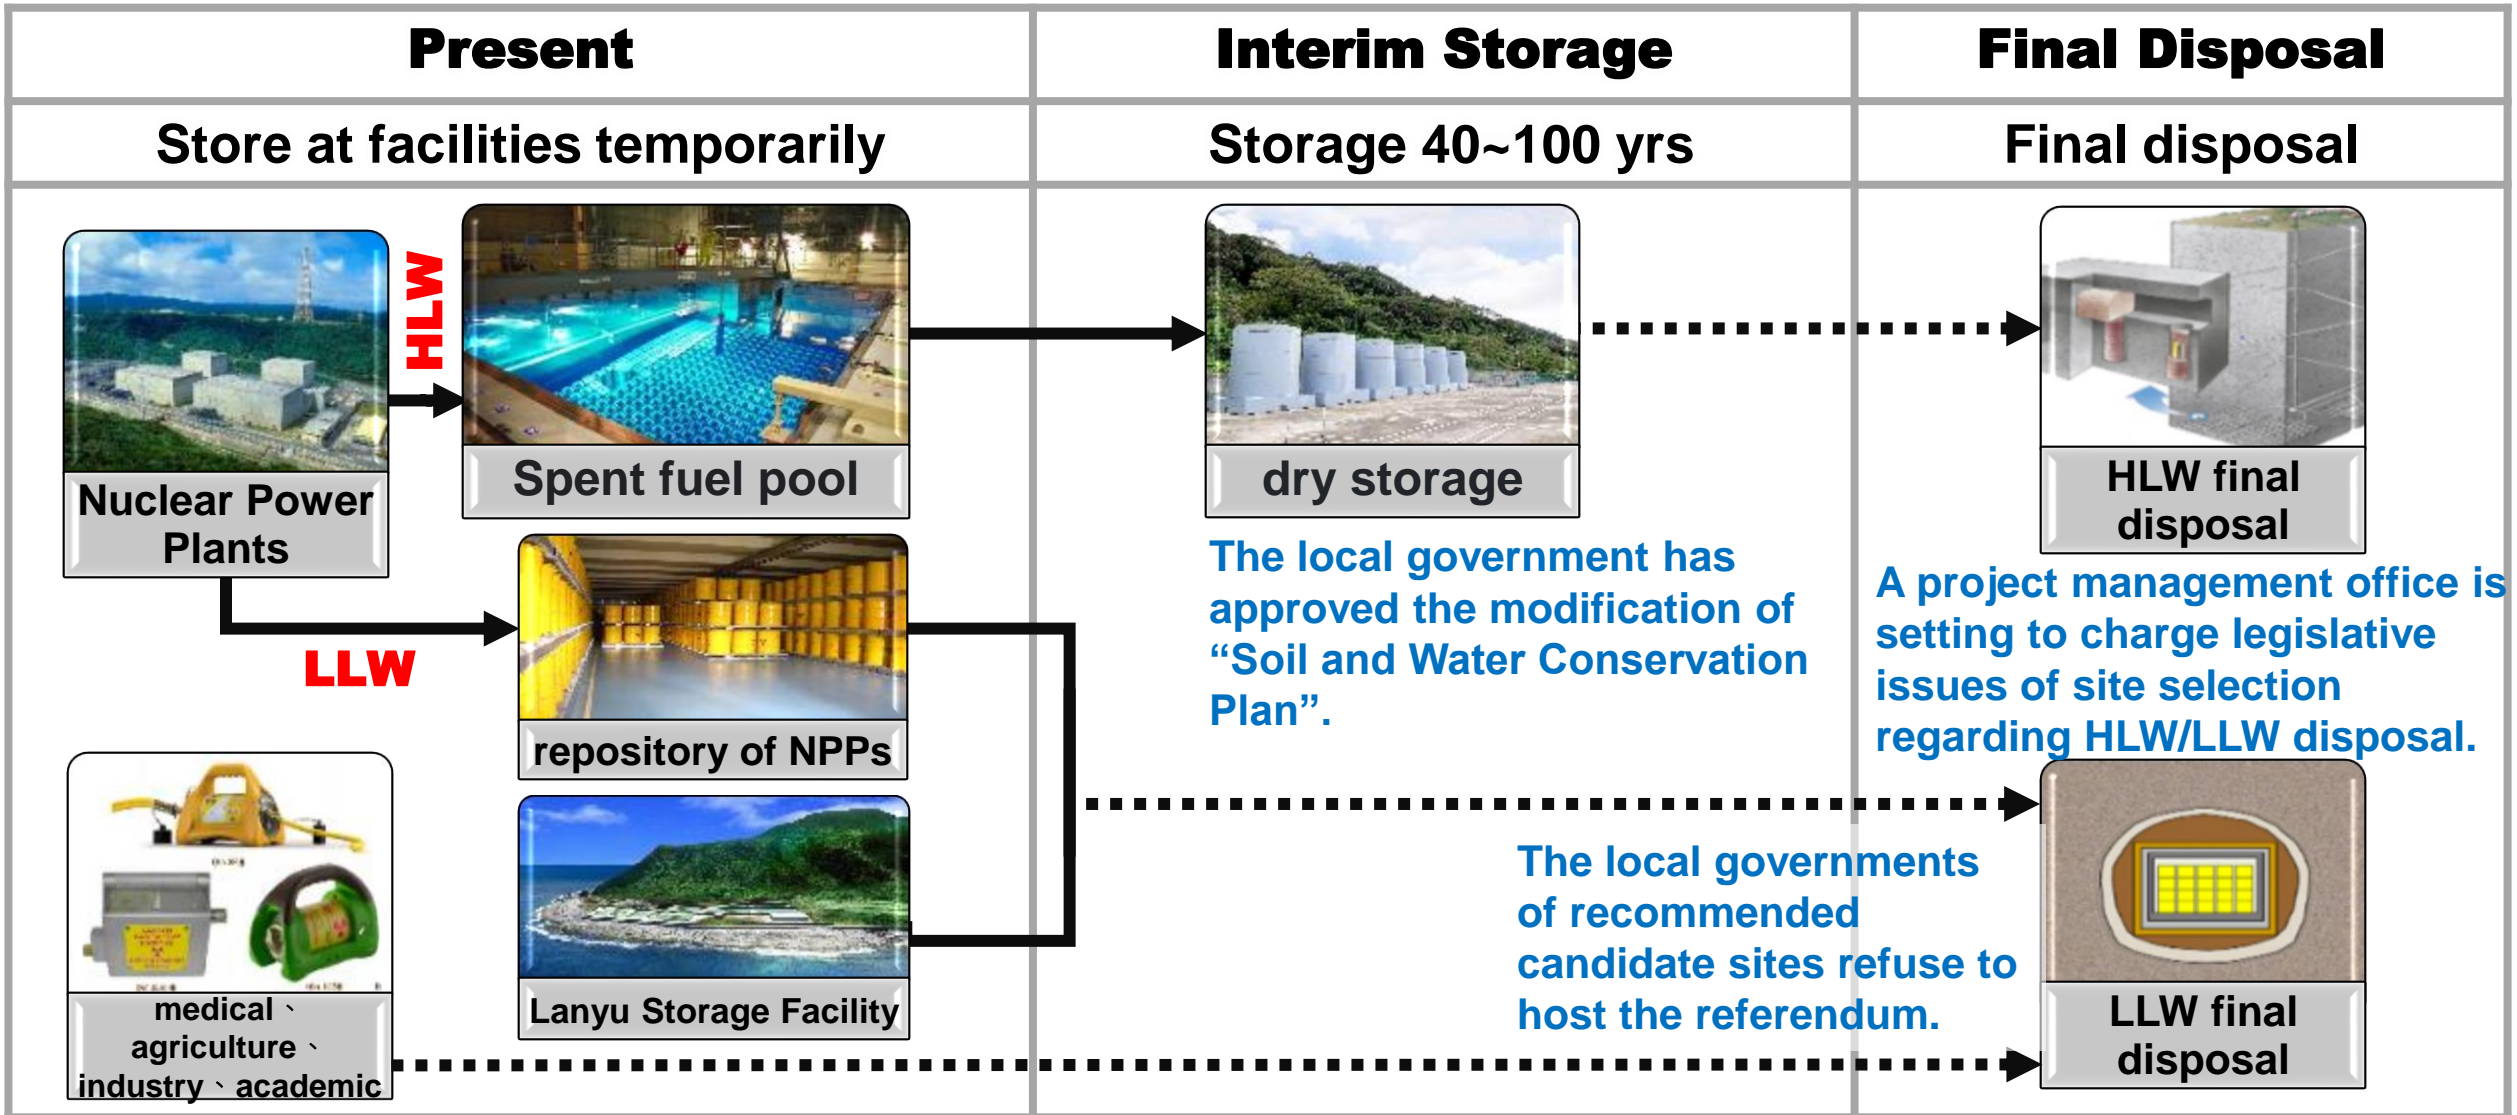 Present
Interim Storage
Final Disposal
Store at facilities temporarily
Storage 40~100 yrs
Final disposal
HLW
Nuclear Power
Plants
Spent fuel pool
dry storage
HLW final
disposal
The local government has
approved the modification of
“Soil and Water Conservation
Plan”.
A project management office is
setting to charge legislative
issues of site selection
regarding HLW/LLW disposal.
LLW
repository of NPPs
Lanyu Storage Facility
The local governments
of recommended
candidate sites refuse to
host the referendum.
medical、
agriculture、
industry、academic
LLW final
disposal